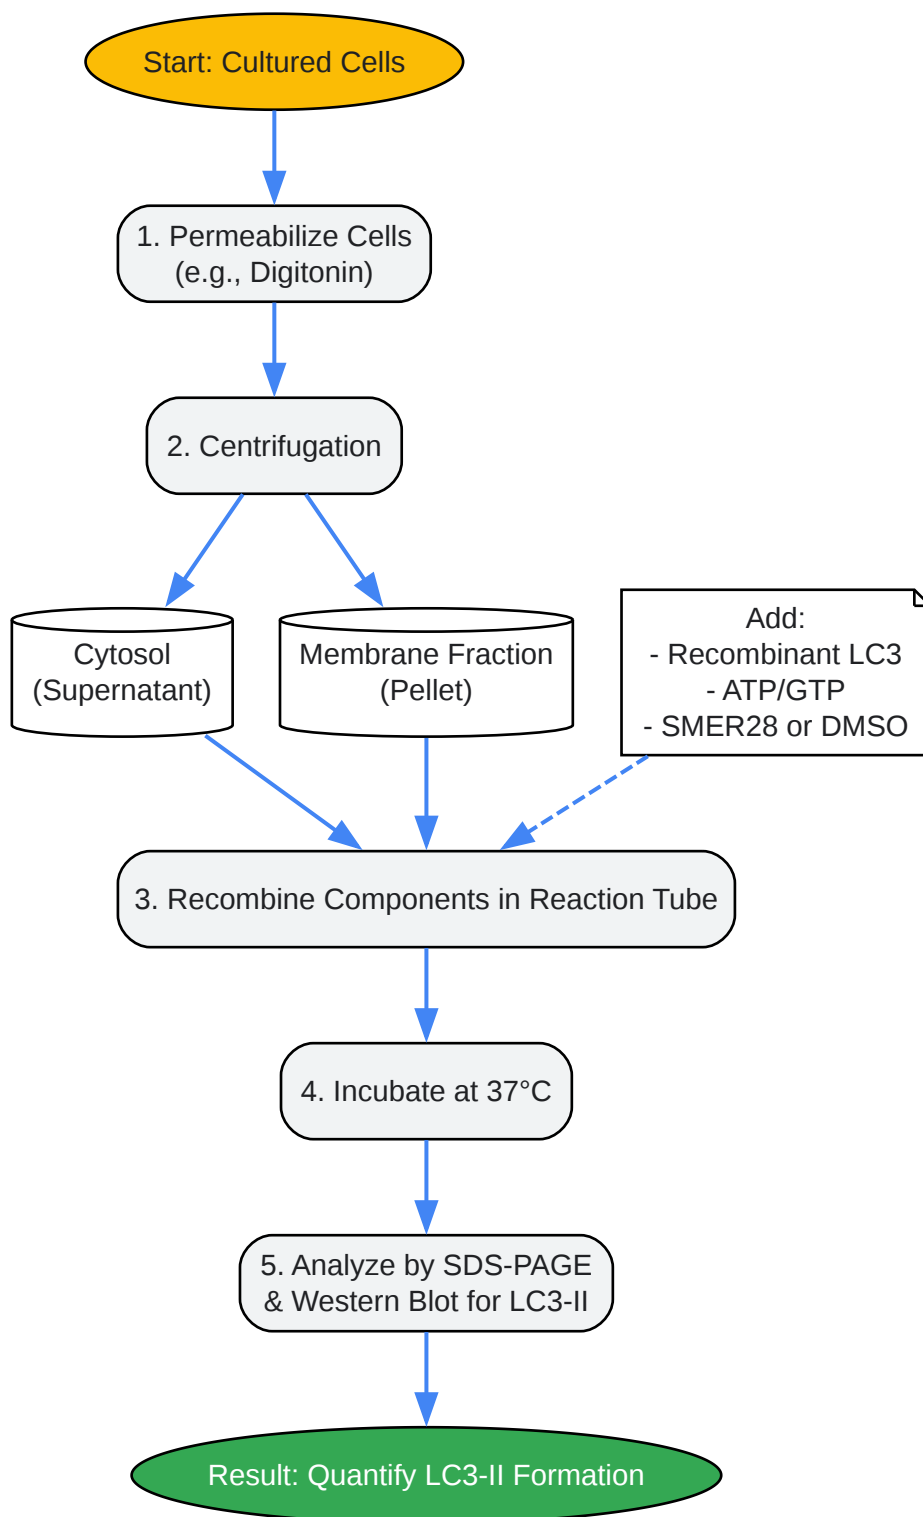 Start: Cultured Cells
1. Permeabilize Cells
(e.g., Digitonin)
2. Centrifugation
Cytosol
(Supernatant)
Membrane Fraction
(Pellet)
Add:
- Recombinant LC3
- ATP/GTP
- SMER28 or DMSO
3. Recombine Components in Reaction Tube
4. Incubate at 37°C
5. Analyze by SDS-PAGE
& Western Blot for LC3-II
Result: Quantify LC3-II Formation